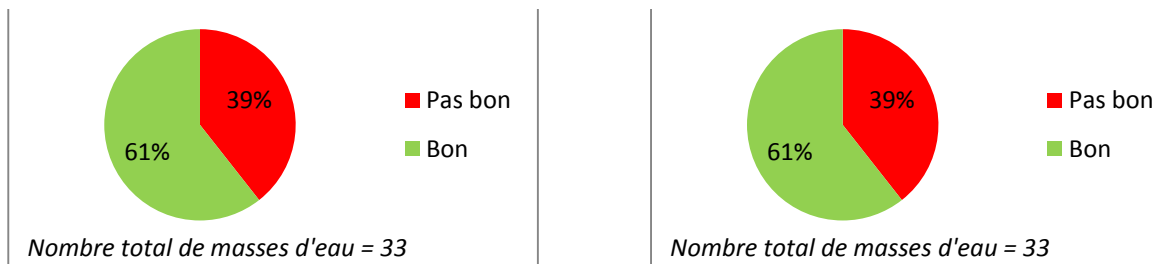 39%
61%
Pas bon
Bon
Nombre total de masses d'eau = 33
39%
61%
Pas bon
Bon
Nombre total de masses d'eau = 33